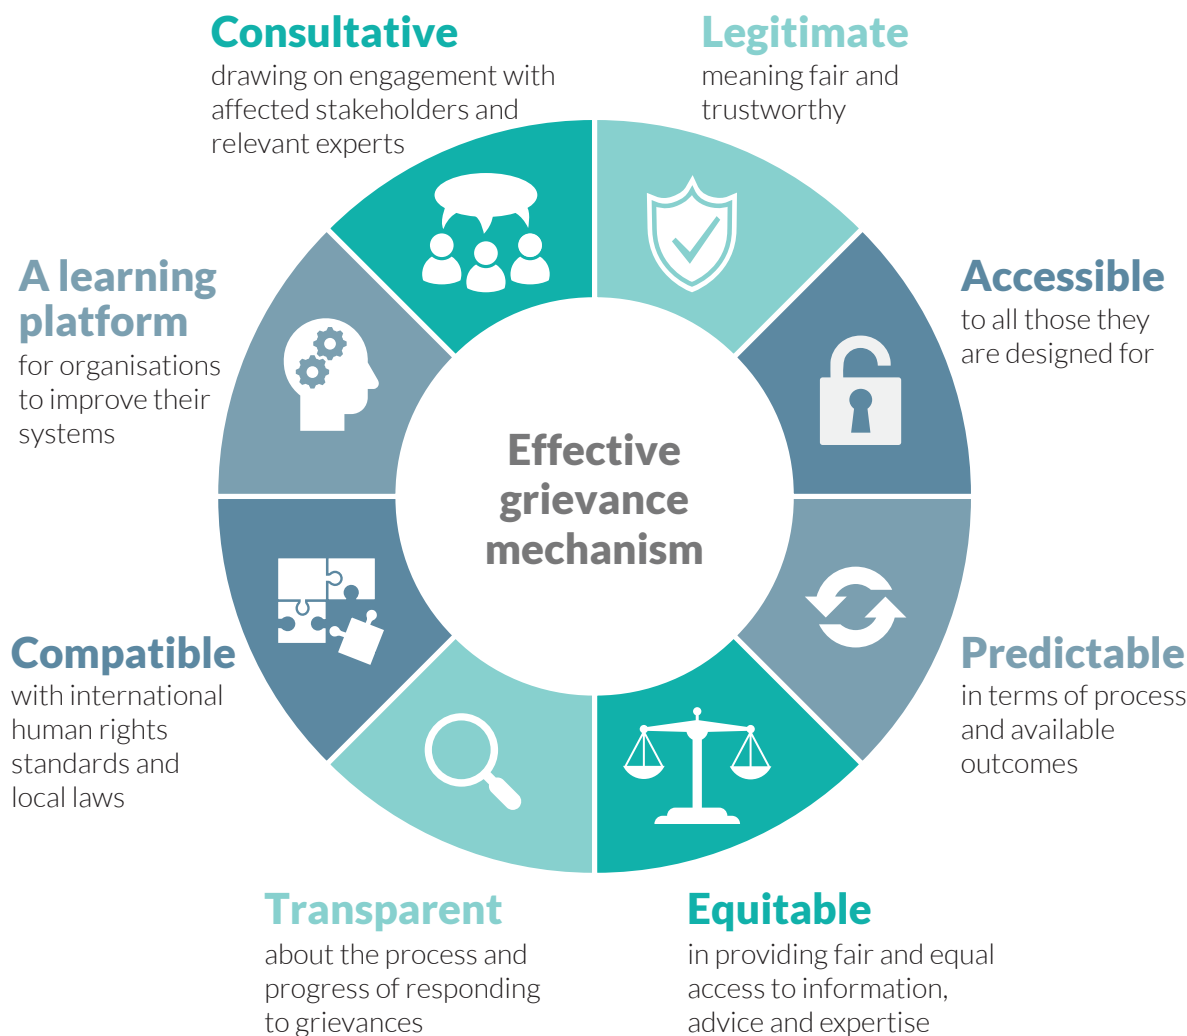 Consultative
drawing on engagement with
affected stakeholders and
relevant experts
Legitimate
meaning fair and
trustworthy
Accessible
to all those they
are designed for
Predictable
in terms of process
and available
outcomes
Equitable
in providing fair and equal
access to information,
advice and expertise
Transparent
about the process and
progress of responding
to grievances
Compatible
with international
human rights
standards and
local laws
A learning
platform
for organisations
to improve their
systems
Effective
grievance
mechanism